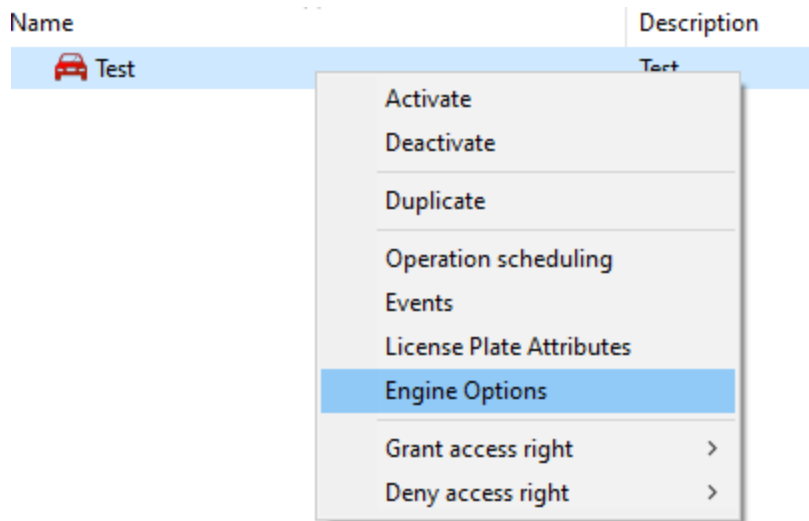 Name Description
Test Test
Activate
Deactivate
Duplicate
Operation scheduling
Events
License Plate Attributes
Engine Options
Grant access right
Deny access right